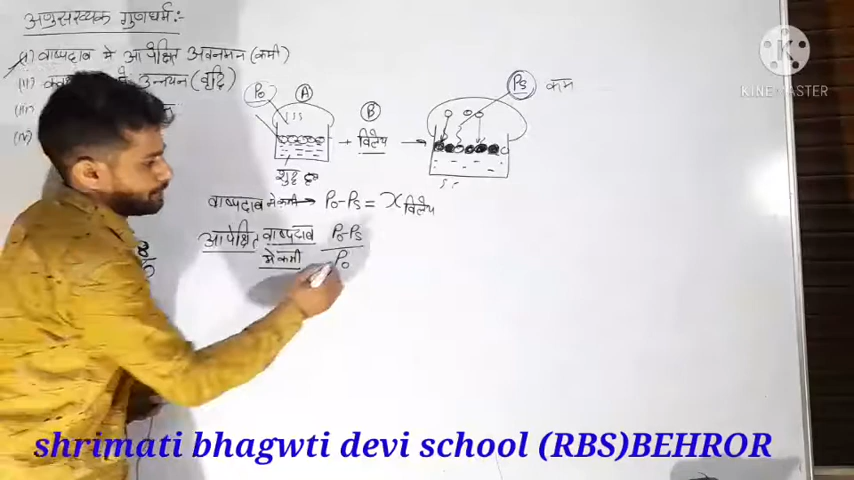 अणुसंख्यक गुणधर्म :-
(i) वाष्पदाब मे आपेक्षित अवनमन (कमी)
(ii) उन्नयन (वृद्धि)
(iii)
(iv)
P₀ A B Pₛ कम
+ विलेय →
शुद्ध द्रव
वाष्पदाब मे कमी → P₀-Pₛ = x विलेय
आपेक्षित वाष्पदाब P₀-Pₛ
मे कमी P₀
KINEMASTER
shrimati bhagwti devi school (RBS)BEHROR